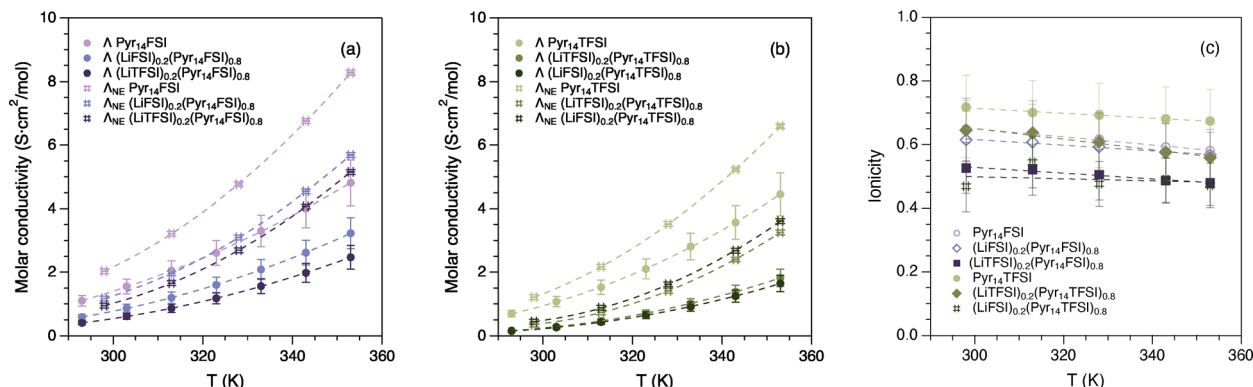 Molar conductivity (S·cm²/mol)
10
8
6
4
2
0
(a)
Λ Pyr₁₄FSI
Λ (LiFSI)₀.₂(Pyr₁₄FSI)₀.₈
Λ (LiTFSI)₀.₂(Pyr₁₄FSI)₀.₈
Λ_NE Pyr₁₄FSI
Λ_NE (LiFSI)₀.₂(Pyr₁₄FSI)₀.₈
Λ_NE (LiTFSI)₀.₂(Pyr₁₄FSI)₀.₈
300 320 340 360
T (K)
Molar conductivity (S·cm²/mol)
10
8
6
4
2
0
(b)
Λ Pyr₁₄TFSI
Λ (LiTFSI)₀.₂(Pyr₁₄TFSI)₀.₈
Λ (LiFSI)₀.₂(Pyr₁₄TFSI)₀.₈
Λ_NE Pyr₁₄TFSI
Λ_NE (LiTFSI)₀.₂(Pyr₁₄TFSI)₀.₈
Λ_NE (LiFSI)₀.₂(Pyr₁₄TFSI)₀.₈
300 320 340 360
T (K)
Ionicity
1.0
0.8
0.6
0.4
0.2
0.0
(c)
Pyr₁₄FSI
(LiFSI)₀.₂(Pyr₁₄FSI)₀.₈
(LiTFSI)₀.₂(Pyr₁₄FSI)₀.₈
Pyr₁₄TFSI
(LiTFSI)₀.₂(Pyr₁₄TFSI)₀.₈
(LiFSI)₀.₂(Pyr₁₄TFSI)₀.₈
300 320 340 360
T (K)